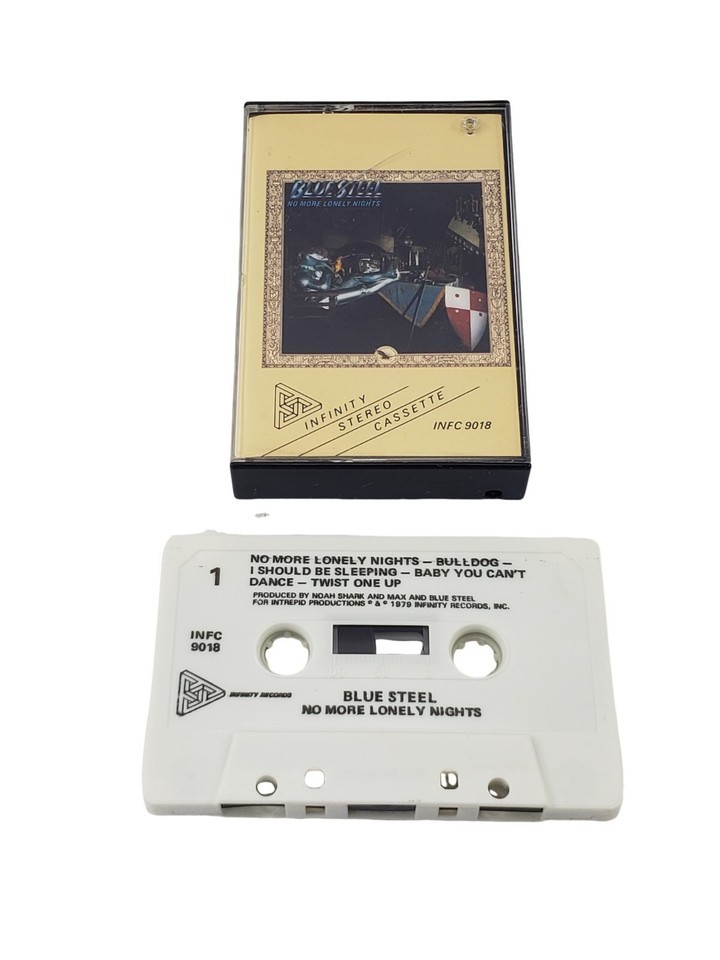 BLUE STEEL
NO MORE LONELY NIGHTS
INFINITY
STEREO
CASSETTE
INFC 9018
1
NO MORE LONELY NIGHTS — BULLDOG —
I SHOULD BE SLEEPING — BABY YOU CAN'T
DANCE — TWIST ONE UP
PRODUCED BY NOAH SHARK AND MAX AND BLUE STEEL
FOR INTREPID PRODUCTIONS ℗ & © 1979 INFINITY RECORDS, INC.
INFC
9018
INFINITY RECORDS
BLUE STEEL
NO MORE LONELY NIGHTS